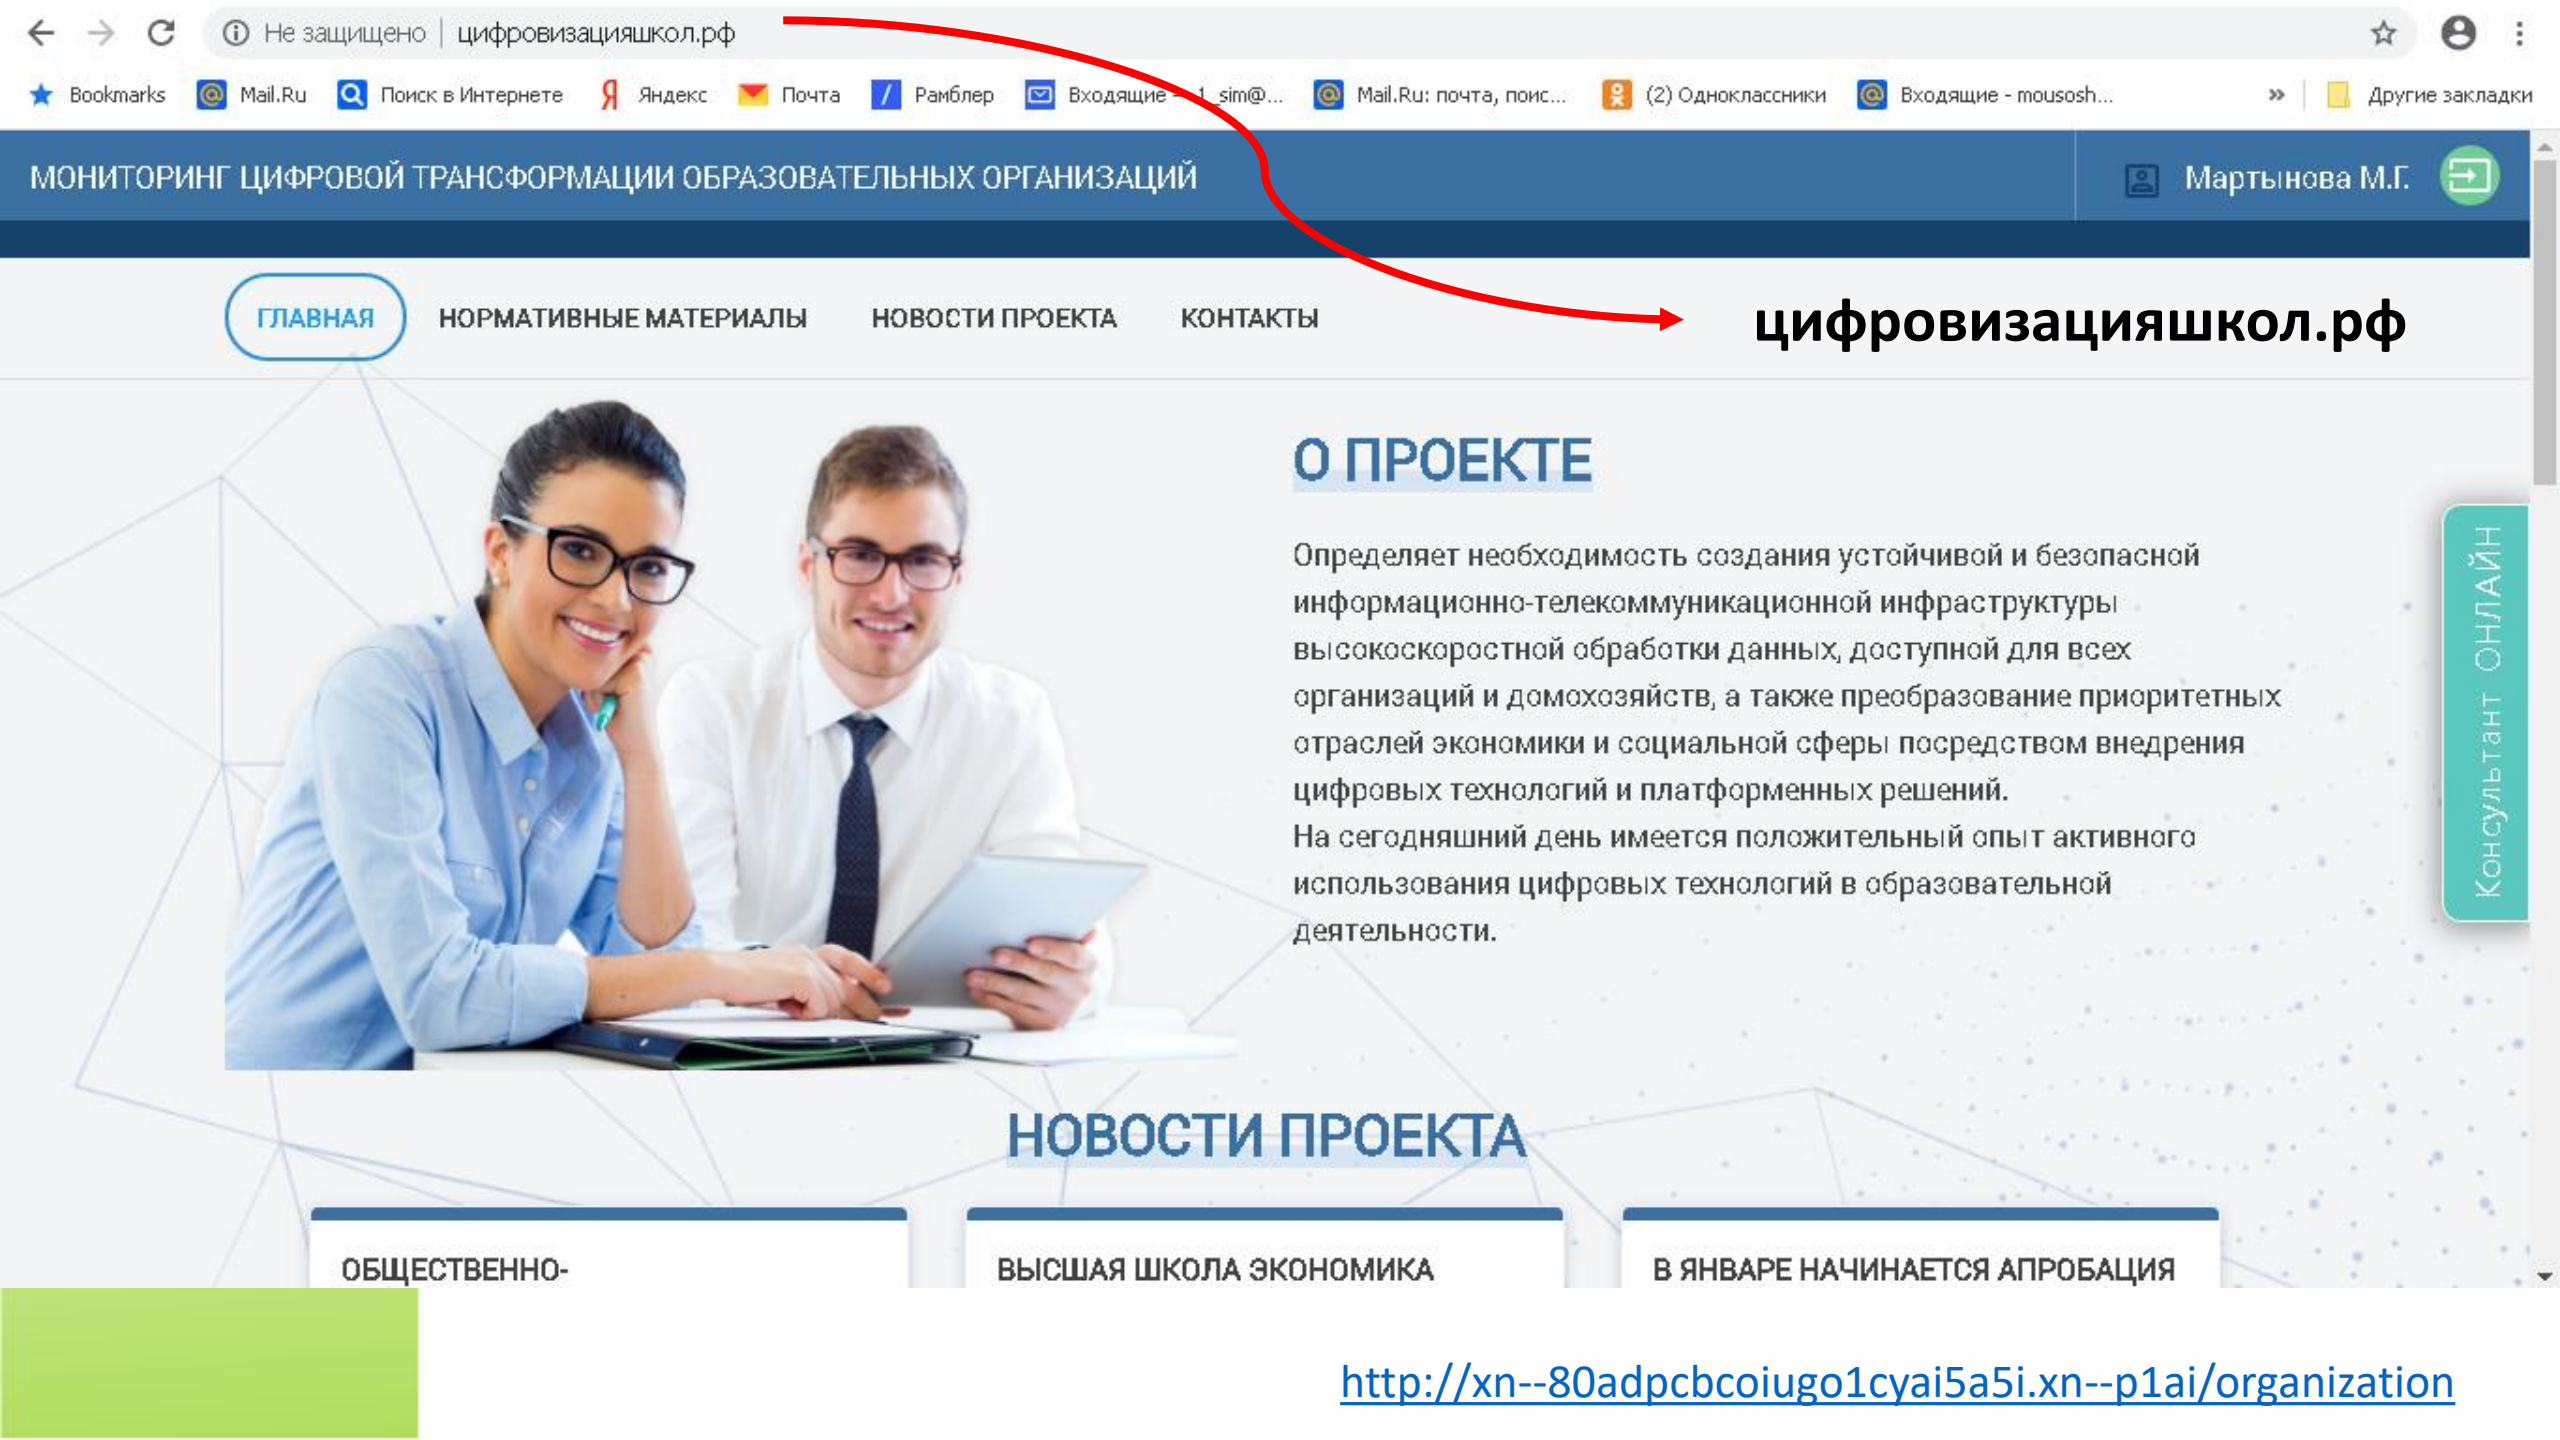 Не защищено | цифровизацияшкол.рф
Bookmarks Mail.Ru Поиск в Интернете Яндекс Почта Рамблер Входящие – 1_sim@... Mail.Ru: почта, поис... (2) Одноклассники Входящие - mousosh... » Другие закладки
МОНИТОРИНГ ЦИФРОВОЙ ТРАНСФОРМАЦИИ ОБРАЗОВАТЕЛЬНЫХ ОРГАНИЗАЦИЙ Мартынова М.Г.
ГЛАВНАЯ НОРМАТИВНЫЕ МАТЕРИАЛЫ НОВОСТИ ПРОЕКТА КОНТАКТЫ
цифровизацияшкол.рф
О ПРОЕКТЕ
Определяет необходимость создания устойчивой и безопасной
информационно-телекоммуникационной инфраструктуры
высокоскоростной обработки данных, доступной для всех
организаций и домохозяйств, а также преобразование приоритетных
отраслей экономики и социальной сферы посредством внедрения
цифровых технологий и платформенных решений.
На сегодняшний день имеется положительный опыт активного
использования цифровых технологий в образовательной
деятельности.
Консультант ОНЛАЙН
НОВОСТИ ПРОЕКТА
ОБЩЕСТВЕННО-
ВЫСШАЯ ШКОЛА ЭКОНОМИКА
В ЯНВАРЕ НАЧИНАЕТСЯ АПРОБАЦИЯ
http://xn--80adpcbcoiugo1cyai5a5i.xn--p1ai/organization